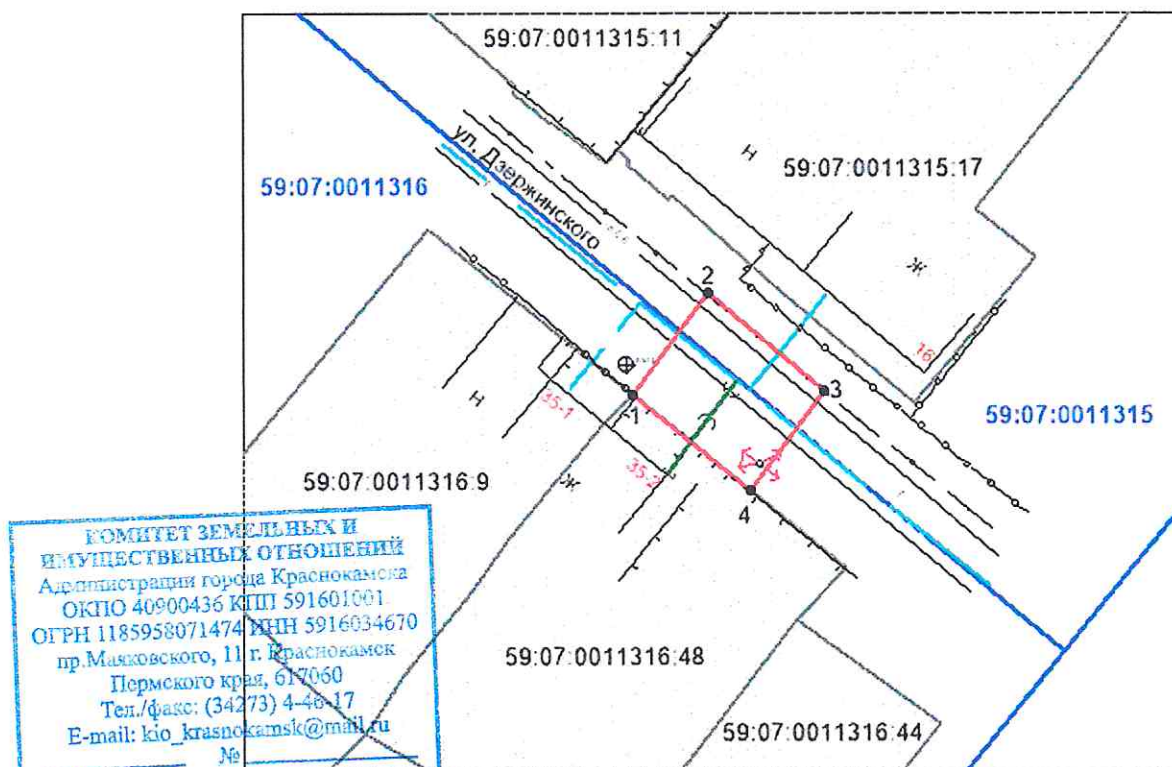 59:07:0011315:11
ул. Дзержинского
Н
59:07:0011315:17
59:07:0011316
Ж
2
16
3
59:07:0011315
1
Н
35-1
35-2
59:07:0011316:9
Ж
4
КОМИТЕТ ЗЕМЕЛЬНЫХ И
ИМУЩЕСТВЕННЫХ ОТНОШЕНИЙ
Администрации города Краснокамска
ОКПО 40900436 КПП 591601001
ОГРН 1185958071474 ИНН 5916034670
пр.Маяковского, 11 г. Краснокамск
Пермского края, 617060
Тел./факс: (34273) 4-46-17
E-mail: kio_krasnokamsk@mail.ru
№
59:07:0011316:48
59:07:0011316:44